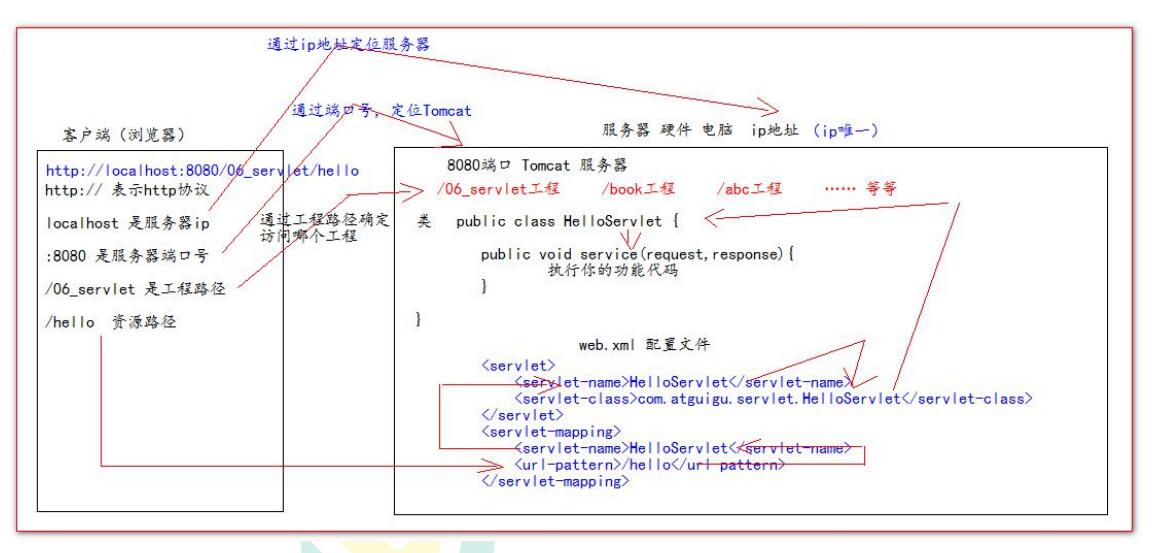 通过ip地址定位服务器
通过端口号，定位Tomcat
客户端（浏览器）
http://localhost:8080/06_servlet/hello
http:// 表示http协议
localhost 是服务器ip
:8080 是服务器端口号
/06_servlet 是工程路径
/hello 资源路径
通过工程路径确定
访问哪个工程
服务器 硬件 电脑 ip地址 （ip唯一）
8080端口 Tomcat 服务器
/06_servlet工程 /book工程 /abc工程 …… 等等
类 public class HelloServlet {
public void service(request,response){
执行你的功能代码
}
}
web.xml 配置文件
<servlet>
<servlet-name>HelloServlet</servlet-name>
<servlet-class>com.atguigu.servlet.HelloServlet</servlet-class>
</servlet>
<servlet-mapping>
<servlet-name>HelloServlet</servlet-name>
<url-pattern>/hello</url-pattern>
</servlet-mapping>